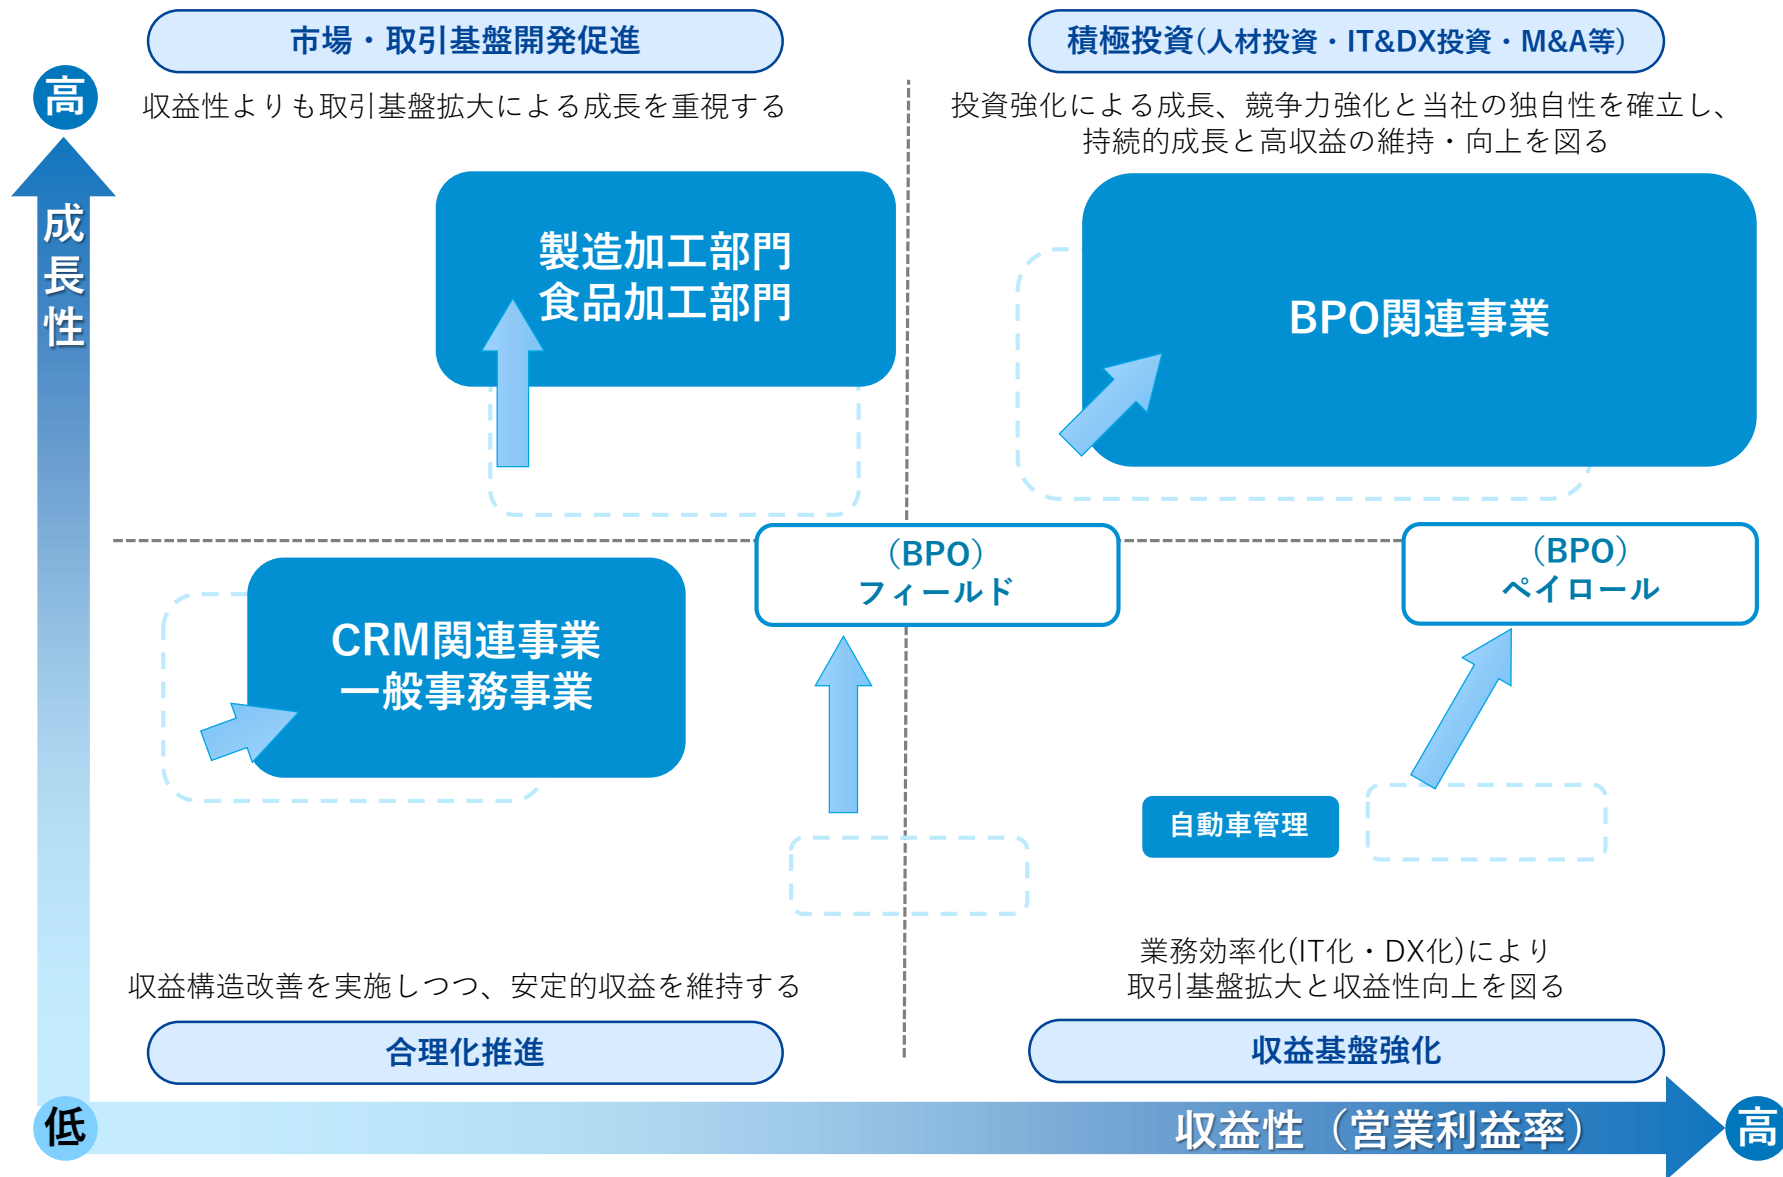 市場・取引基盤開発促進
積極投資(人材投資・IT&DX投資・M&A等)
高
収益性よりも取引基盤拡大による成長を重視する
投資強化による成長、競争力強化と当社の独自性を確立し、
持続的成長と高収益の維持・向上を図る
成長性
製造加工部門
食品加工部門
BPO関連事業
（BPO）
フィールド
（BPO）
ペイロール
CRM関連事業
一般事務事業
自動車管理
収益構造改善を実施しつつ、安定的収益を維持する
業務効率化(IT化・DX化)により
取引基盤拡大と収益性向上を図る
合理化推進
収益基盤強化
低
収益性（営業利益率）
高